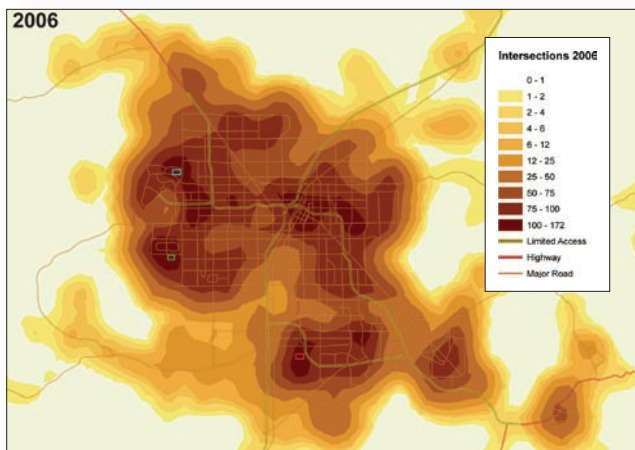 2006
Intersections 2006
0 - 1
1 - 2
2 - 4
4 - 6
6 - 12
12 - 25
25 - 50
50 - 75
75 - 100
100 - 172
Limited Access
Highway
Major Road